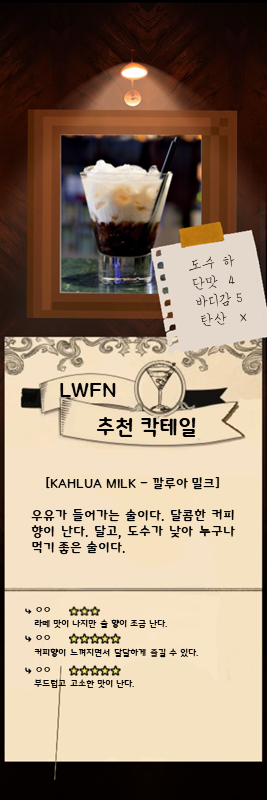 도수 하
단맛 4
바디감 5
탄산 x
LWFN
추천 칵테일
[KAHLUA MILK - 깔루아 밀크]
우유가 들어가는 술이다. 달콤한 커피
향이 난다. 달고, 도수가 낮아 누구나
먹기 좋은 술이다.
↳ ㅇㅇ ★★★
라떼 맛이 나지만 술 향이 조금 난다.
↳ ㅇㅇ ★★★★★
커피향이 느껴지면서 달달하게 즐길 수 있다.
↳ ㅇㅇ ★★★★★
부드럽고 고소한 맛이 난다.